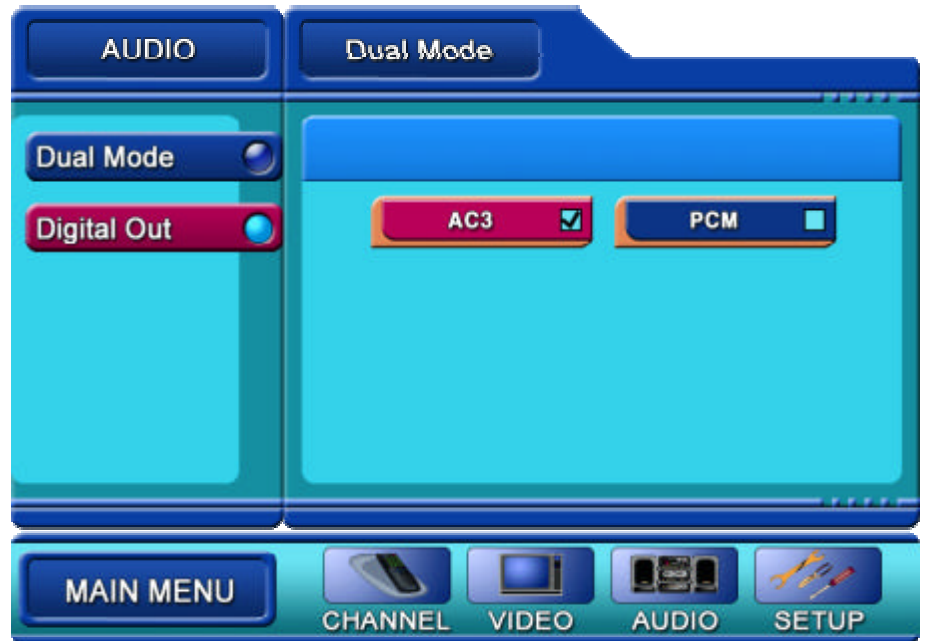 AUDIO
Dual Mode
Dual Mode
Digital Out
AC3
PCM
MAIN MENU
CHANNEL
VIDEO
AUDIO
SETUP